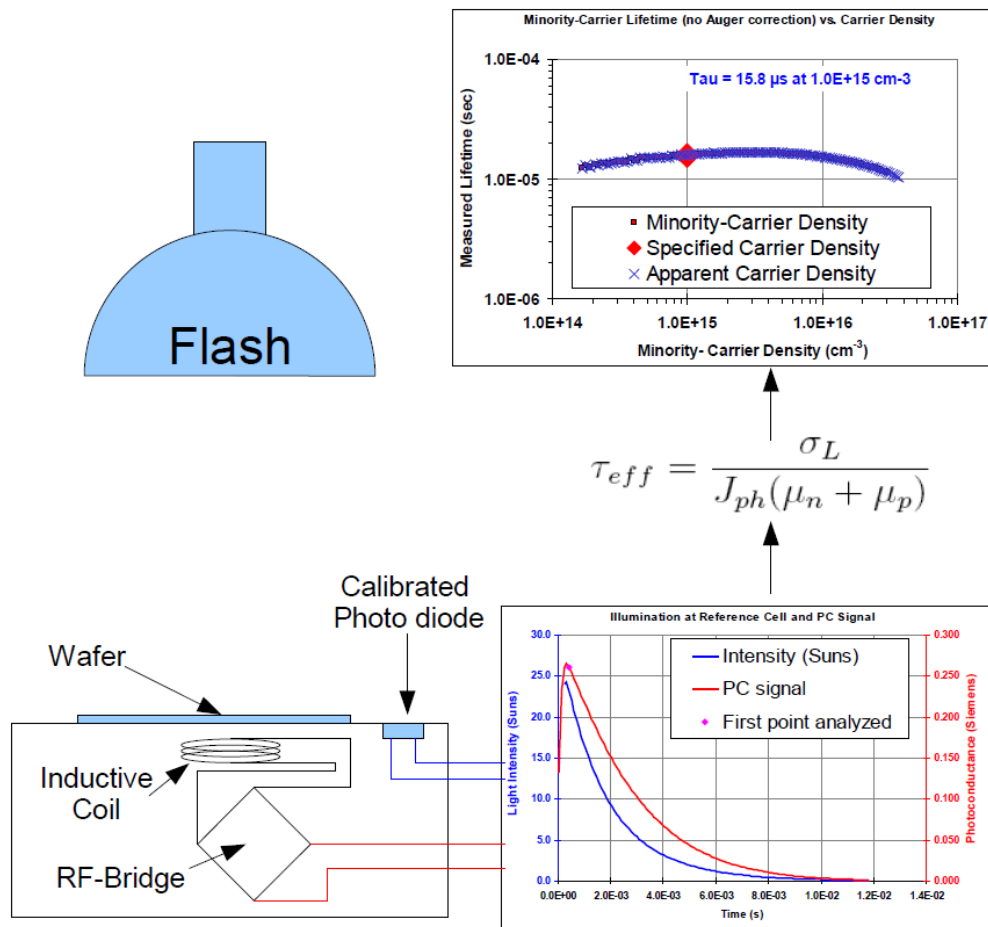 Minority-Carrier Lifetime (no Auger correction) vs. Carrier Density
1.0E-04
Tau = 15.8 µs at 1.0E+15 cm-3
Measured Lifetime (sec)
1.0E-05
Minority-Carrier Density
Specified Carrier Density
Apparent Carrier Density
1.0E-06
1.0E+14 1.0E+15 1.0E+16 1.0E+17
Minority- Carrier Density (cm⁻³)
Flash
τ_eff = σ_L / J_ph(μ_n + μ_p)
Calibrated
Photo diode
Wafer
Inductive
Coil
RF-Bridge
Illumination at Reference Cell and PC Signal
30.0 0.300
Intensity (Suns)
25.0 0.250
PC signal
First point analyzed
20.0 0.200
Light Intensity (Suns)
Photoconductance (Siemens)
15.0 0.150
10.0 0.100
5.0 0.050
0.0 0.000
0.0E+00 2.0E-03 4.0E-03 6.0E-03 8.0E-03 1.0E-02 1.2E-02 1.4E-02
Time (s)